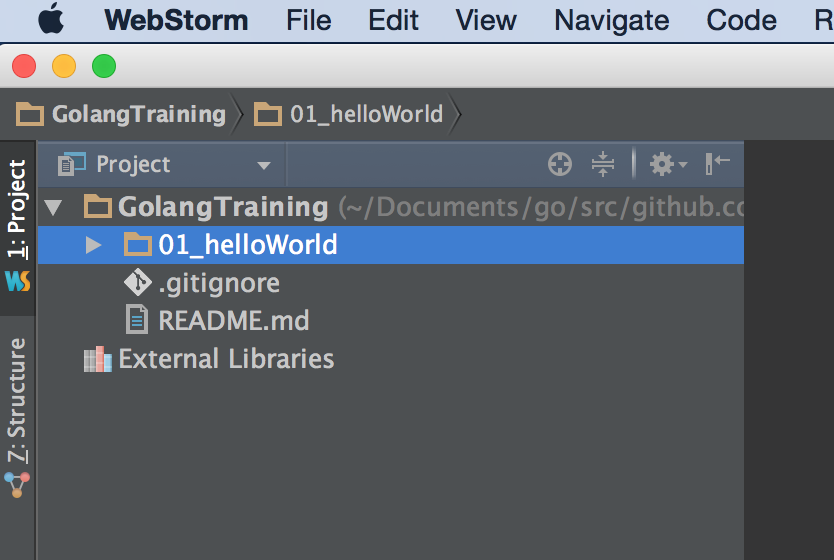 WebStorm File Edit View Navigate Code
GolangTraining 01_helloWorld
1: Project
7: Structure
Project
GolangTraining (~/Documents/go/src/github.co
01_helloWorld
.gitignore
README.md
External Libraries